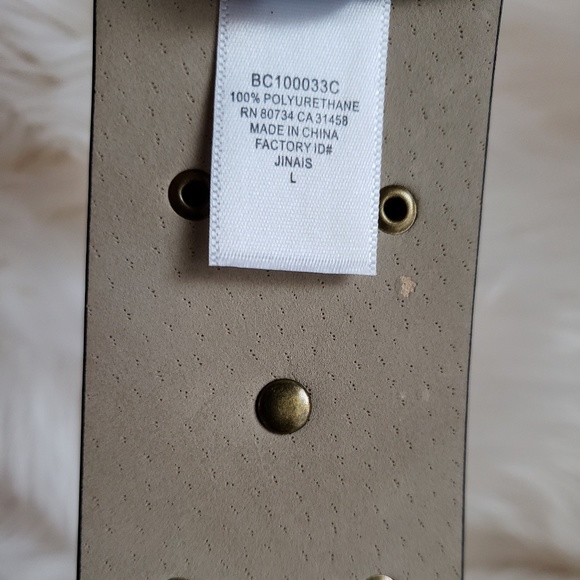 BC100033C
100% POLYURETHANE
RN 80734 CA 31458
MADE IN CHINA
FACTORY ID#
JINAIS
L